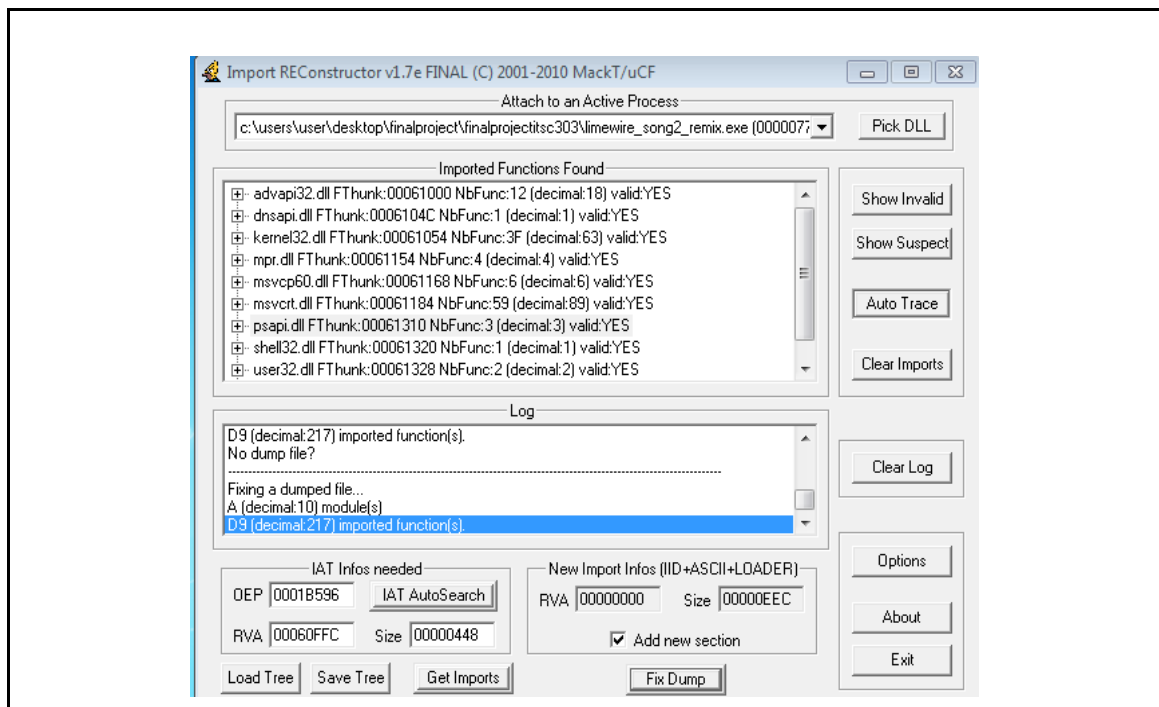 Import REConstructor v1.7e FINAL (C) 2001-2010 MackT/uCF
Attach to an Active Process
c:\users\user\desktop\finalproject\finalprojectitsc303\limewire_song2_remix.exe (0000077
Pick DLL
Imported Functions Found
advapi32.dll FThunk:00061000 NbFunc:12 (decimal:18) valid:YES
dnsapi.dll FThunk:0006104C NbFunc:1 (decimal:1) valid:YES
kernel32.dll FThunk:00061054 NbFunc:3F (decimal:63) valid:YES
mpr.dll FThunk:00061154 NbFunc:4 (decimal:4) valid:YES
msvcp60.dll FThunk:00061168 NbFunc:6 (decimal:6) valid:YES
msvcrt.dll FThunk:00061184 NbFunc:59 (decimal:89) valid:YES
psapi.dll FThunk:00061310 NbFunc:3 (decimal:3) valid:YES
shell32.dll FThunk:00061320 NbFunc:1 (decimal:1) valid:YES
user32.dll FThunk:00061328 NbFunc:2 (decimal:2) valid:YES
Show Invalid
Show Suspect
Auto Trace
Clear Imports
Log
D9 (decimal:217) imported function(s).
No dump file?
-----------------------------------------------------------------------
Fixing a dumped file...
A (decimal:10) module(s)
D9 (decimal:217) imported function(s).
Clear Log
IAT Infos needed
OEP 0001B596 IAT AutoSearch
RVA 00060FFC Size 00000448
New Import Infos (IID+ASCII+LOADER)
RVA 00000000 Size 00000EEC
Add new section
Options
About
Exit
Load Tree Save Tree Get Imports Fix Dump